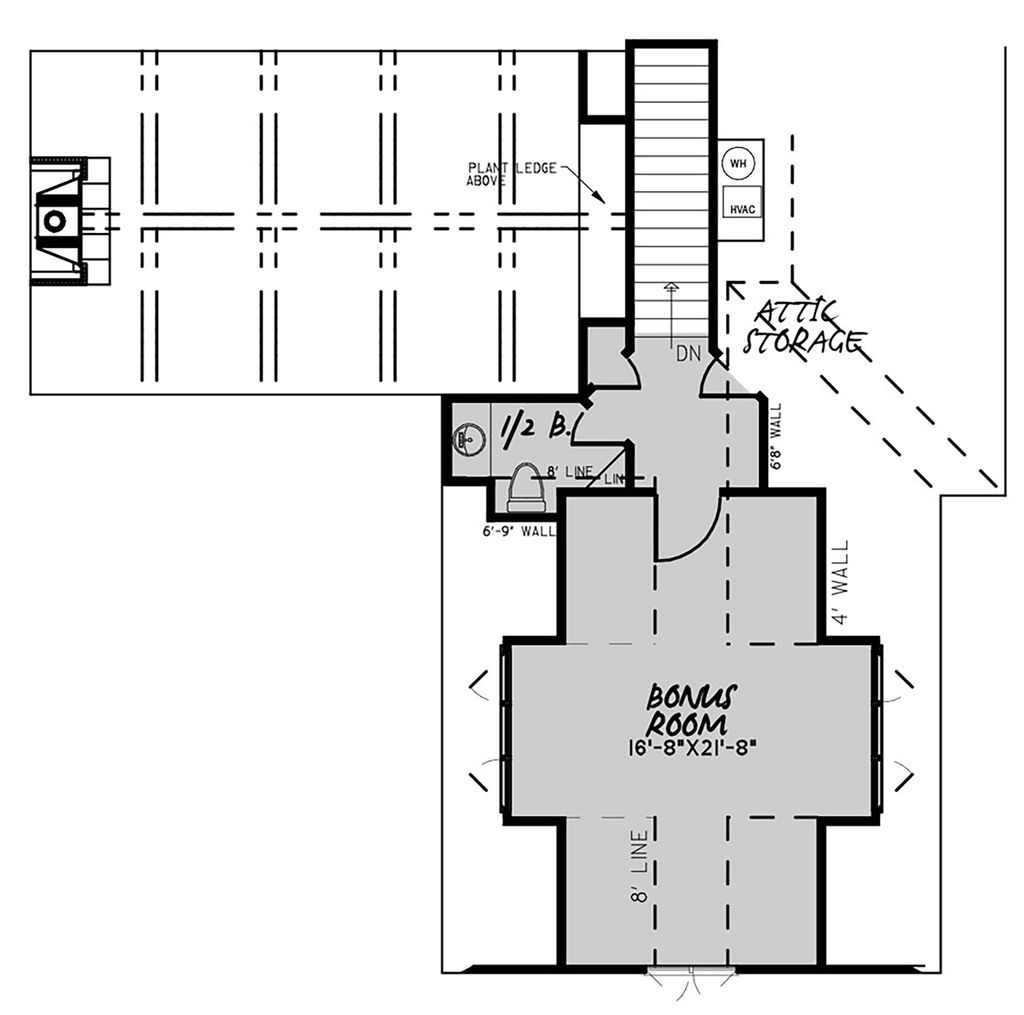 PLANT LEDGE
ABOVE
WH
HVAC
ATTIC
STORAGE
DN
1/2 B.
6'8" WALL
8' LINE
LIN
6'-9" WALL
4' WALL
BONUS
ROOM
16'-8"X21'-8"
8' LINE